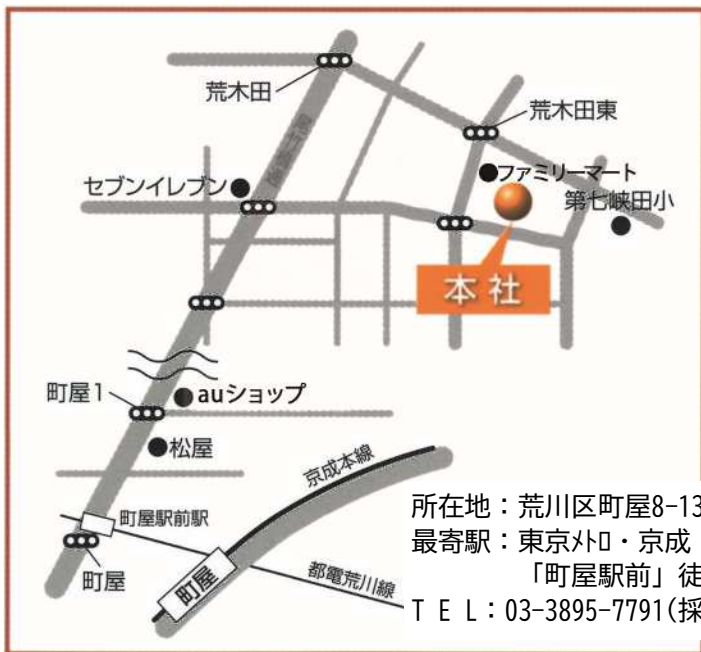 荒木田
荒木田東
セブンイレブン
ファミリーマート
第七峡田小
本社
町屋1
auショップ
松屋
京成本線
町屋駅前駅
町屋
町屋
都電荒川線
所在地：荒川区町屋8-13
最寄駅：東京ﾒﾄﾛ・京成
「町屋駅前」徒
ＴＥＬ：03-3895-7791(採